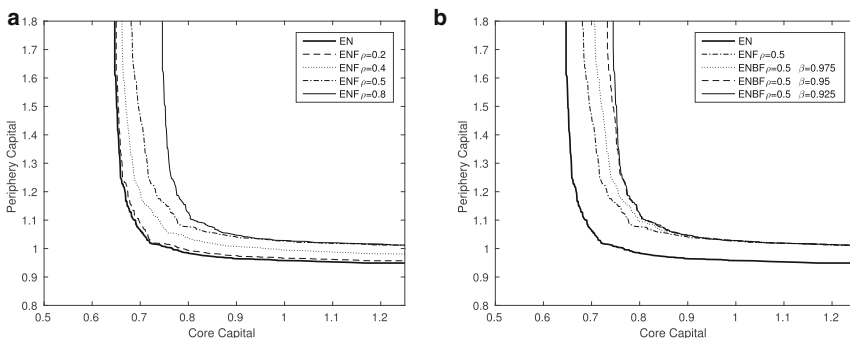 a
1.8
1.7
1.6
1.5
1.4
1.3
1.2
1.1
1
0.9
0.8
Periphery Capital
0.5 0.6 0.7 0.8 0.9 1 1.1 1.2
Core Capital
EN
ENF ρ=0.2
ENF ρ=0.4
ENF ρ=0.5
ENF ρ=0.8
b
1.8
1.7
1.6
1.5
1.4
1.3
1.2
1.1
1
0.9
0.8
Periphery Capital
0.5 0.6 0.7 0.8 0.9 1 1.1 1.2
Core Capital
EN
ENF ρ=0.5
ENBF ρ=0.5 β=0.975
ENBF ρ=0.5 β=0.95
ENBF ρ=0.5 β=0.925